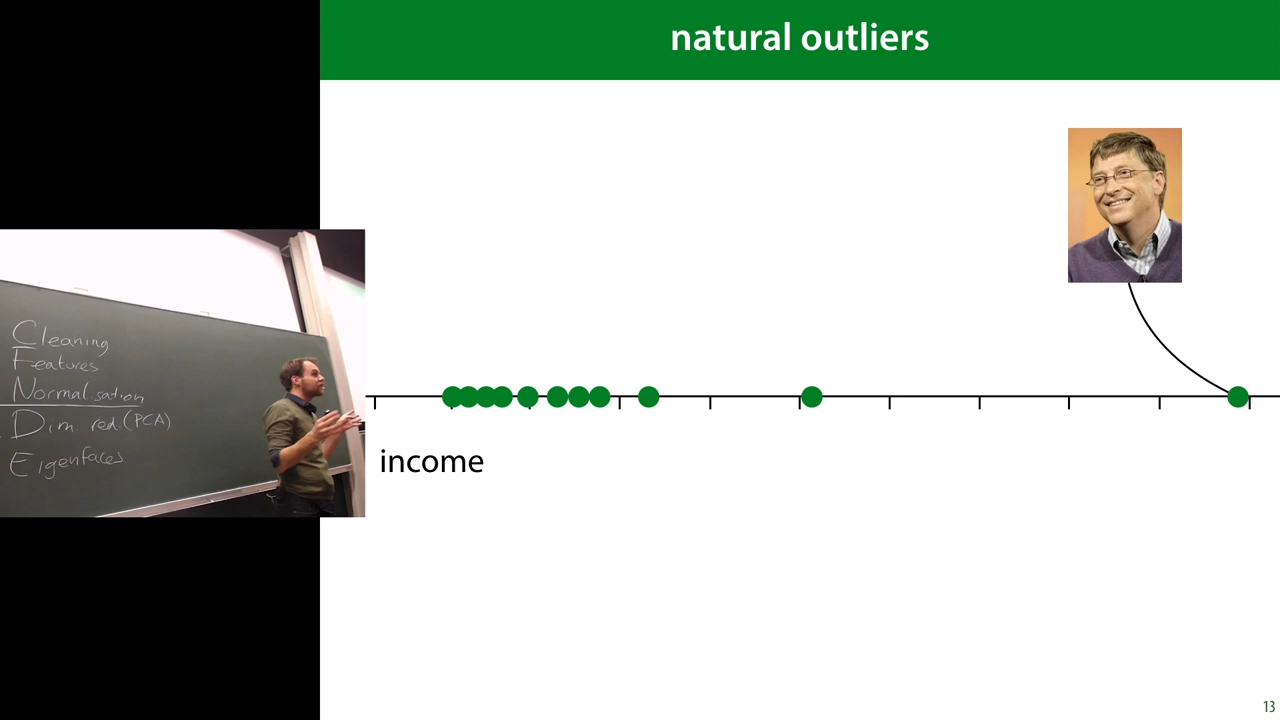 natural outliers
Cleaning
Features
Normalisation
Dim. red. (PCA)
Eigenfaces
income
13